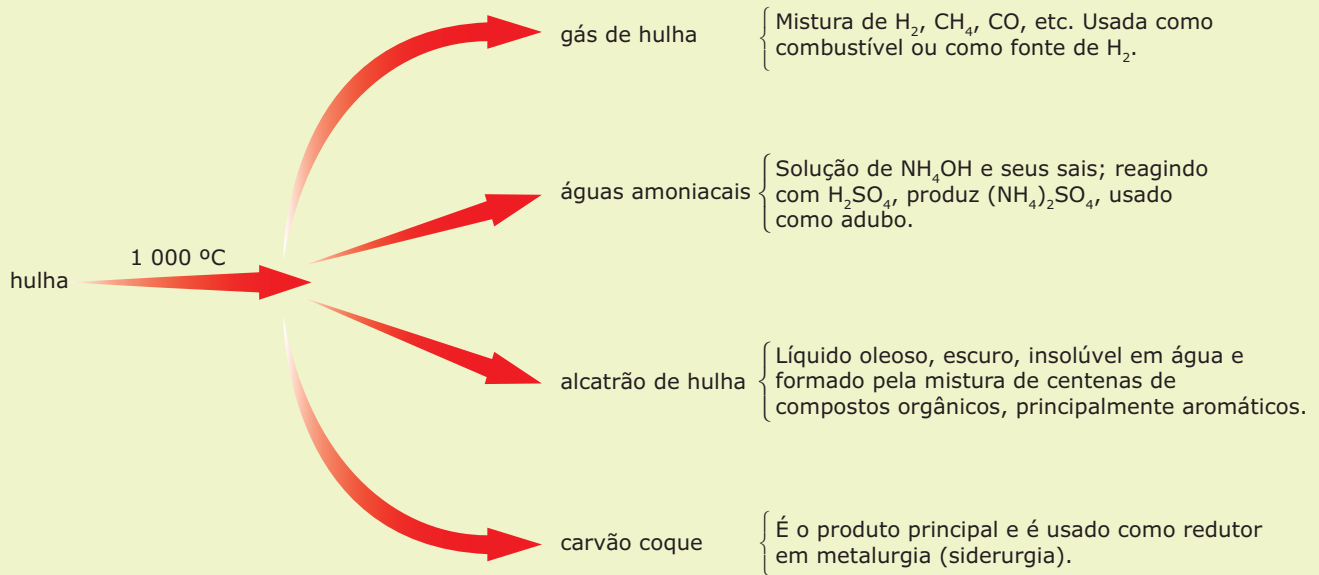 gás de hulha
Mistura de H₂, CH₄, CO, etc. Usada como
combustível ou como fonte de H₂.
águas amoniacais
Solução de NH₄OH e seus sais; reagindo
com H₂SO₄, produz (NH₄)₂SO₄, usado
como adubo.
1 000 ºC
hulha
alcatrão de hulha
Líquido oleoso, escuro, insolúvel em água e
formado pela mistura de centenas de
compostos orgânicos, principalmente aromáticos.
carvão coque
É o produto principal e é usado como redutor
em metalurgia (siderurgia).